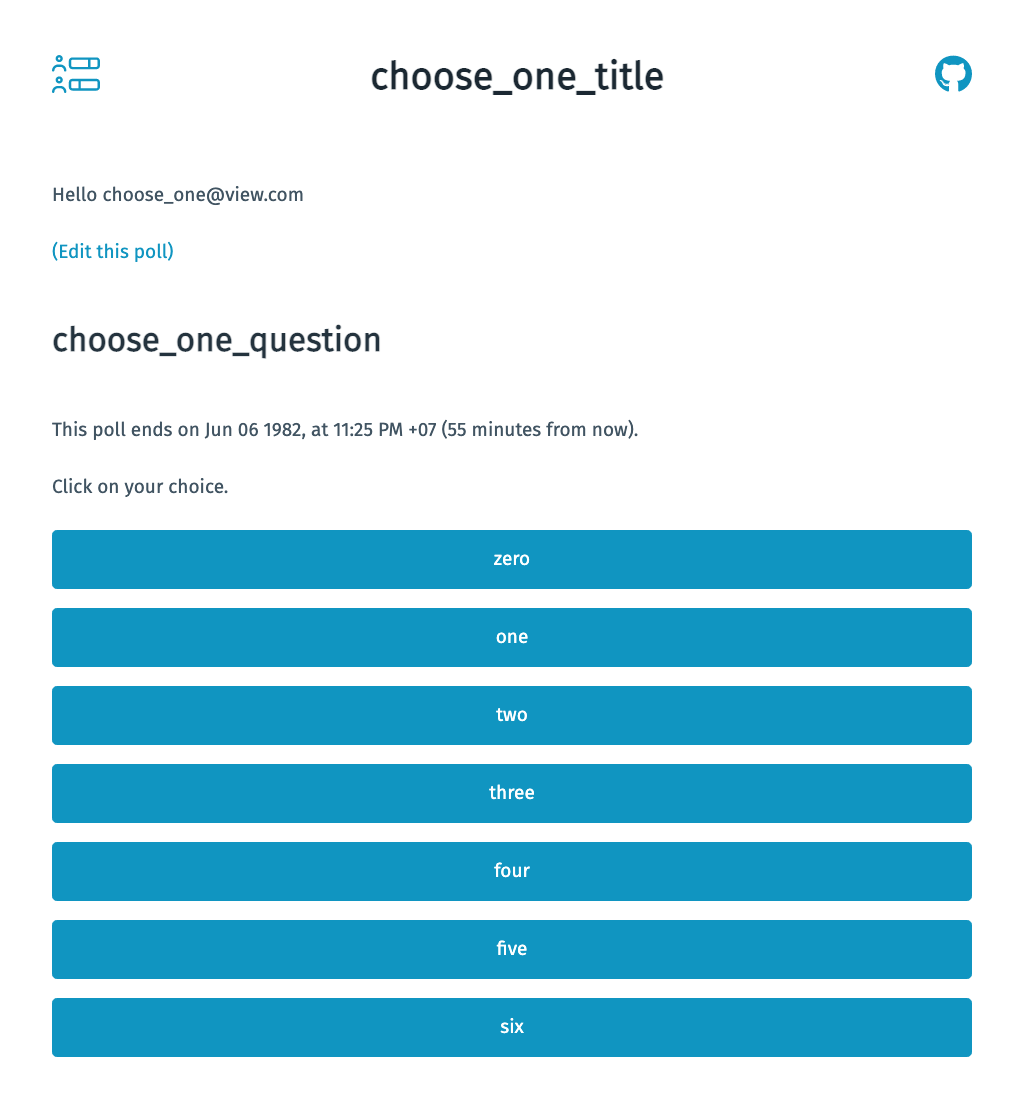 choose_one_title
Hello choose_one@view.com
(Edit this poll)
choose_one_question
This poll ends on Jun 06 1982, at 11:25 PM +07 (55 minutes from now).
Click on your choice.
zero
one
two
three
four
five
six